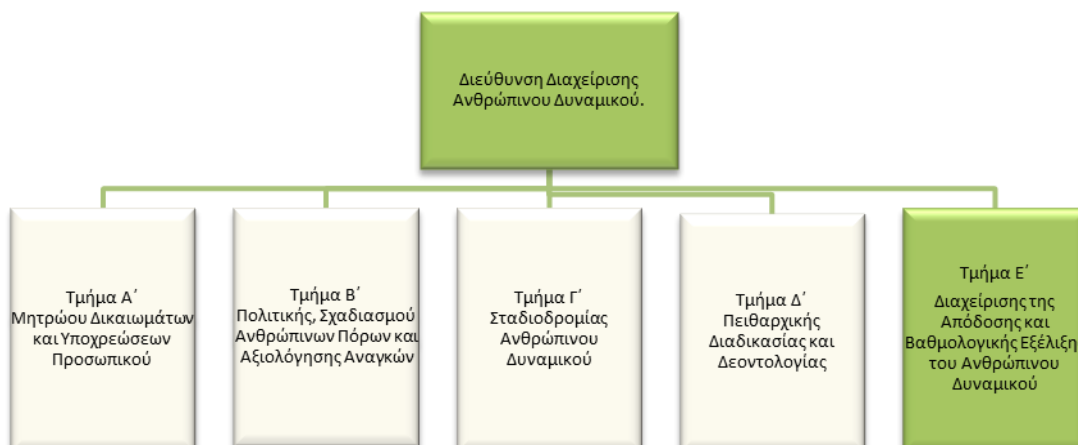 Διεύθυνση Διαχείρισης
Ανθρώπινου Δυναμικού.
Τμήμα Α΄
Μητρώου Δικαιωμάτων
και Υποχρεώσεων
Προσωπικού
Τμήμα Β΄
Πολιτικής, Σχαδιασμού
Ανθρώπινων Πόρων και
Αξιολόγησης Αναγκών
Τμήμα Γ΄
Σταδιοδρομίας
Ανθρώπινου
Δυναμικού
Τμήμα Δ΄
Πειθαρχικής
Διαδικασίας και
Δεοντολογίας
Τμήμα Ε΄
Διαχείρισης της
Απόδοσης και
Βαθμολογικής Εξέλιξη
του Ανθρώπινου
Δυναμικού